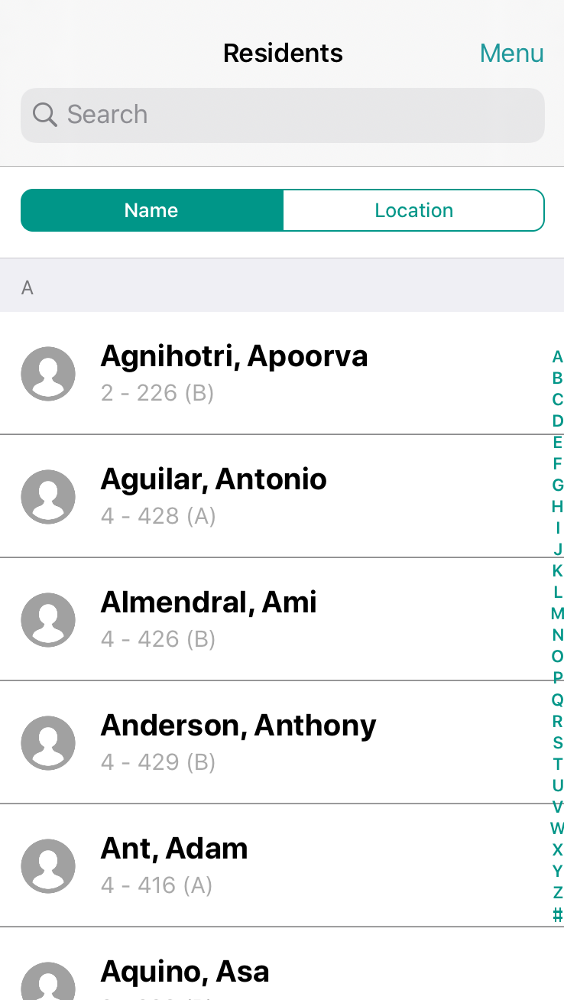 Residents
Menu
Search
Name
Location
A
Agnihotri, Apoorva
2 - 226 (B)
Aguilar, Antonio
4 - 428 (A)
Almendral, Ami
4 - 426 (B)
Anderson, Anthony
4 - 429 (B)
Ant, Adam
4 - 416 (A)
Aquino, Asa
A
B
C
D
E
F
G
H
I
J
K
L
M
N
O
P
Q
R
S
T
U
V
W
X
Y
Z
#